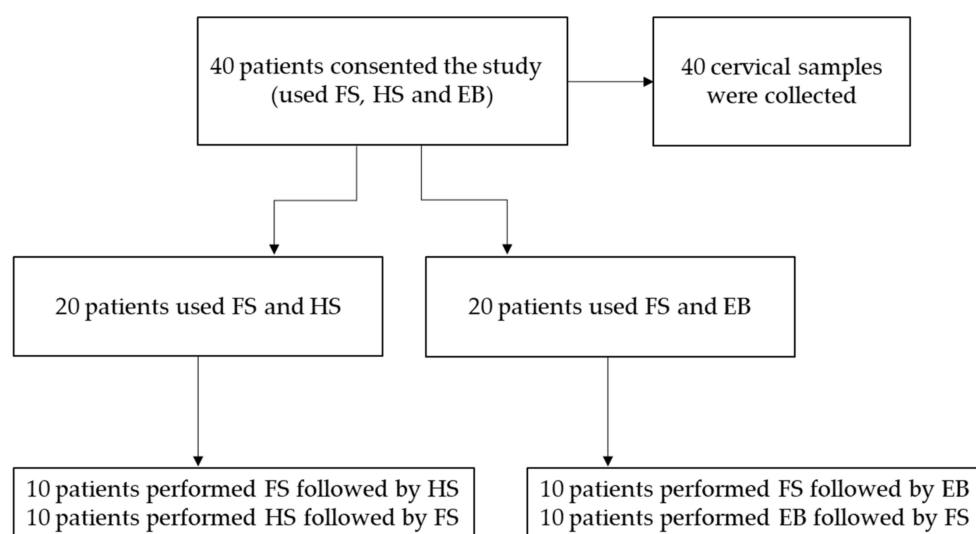 40 patients consented the study
(used FS, HS and EB)
40 cervical samples
were collected
20 patients used FS and HS
20 patients used FS and EB
10 patients performed FS followed by HS
10 patients performed HS followed by FS
10 patients performed FS followed by EB
10 patients performed EB followed by FS